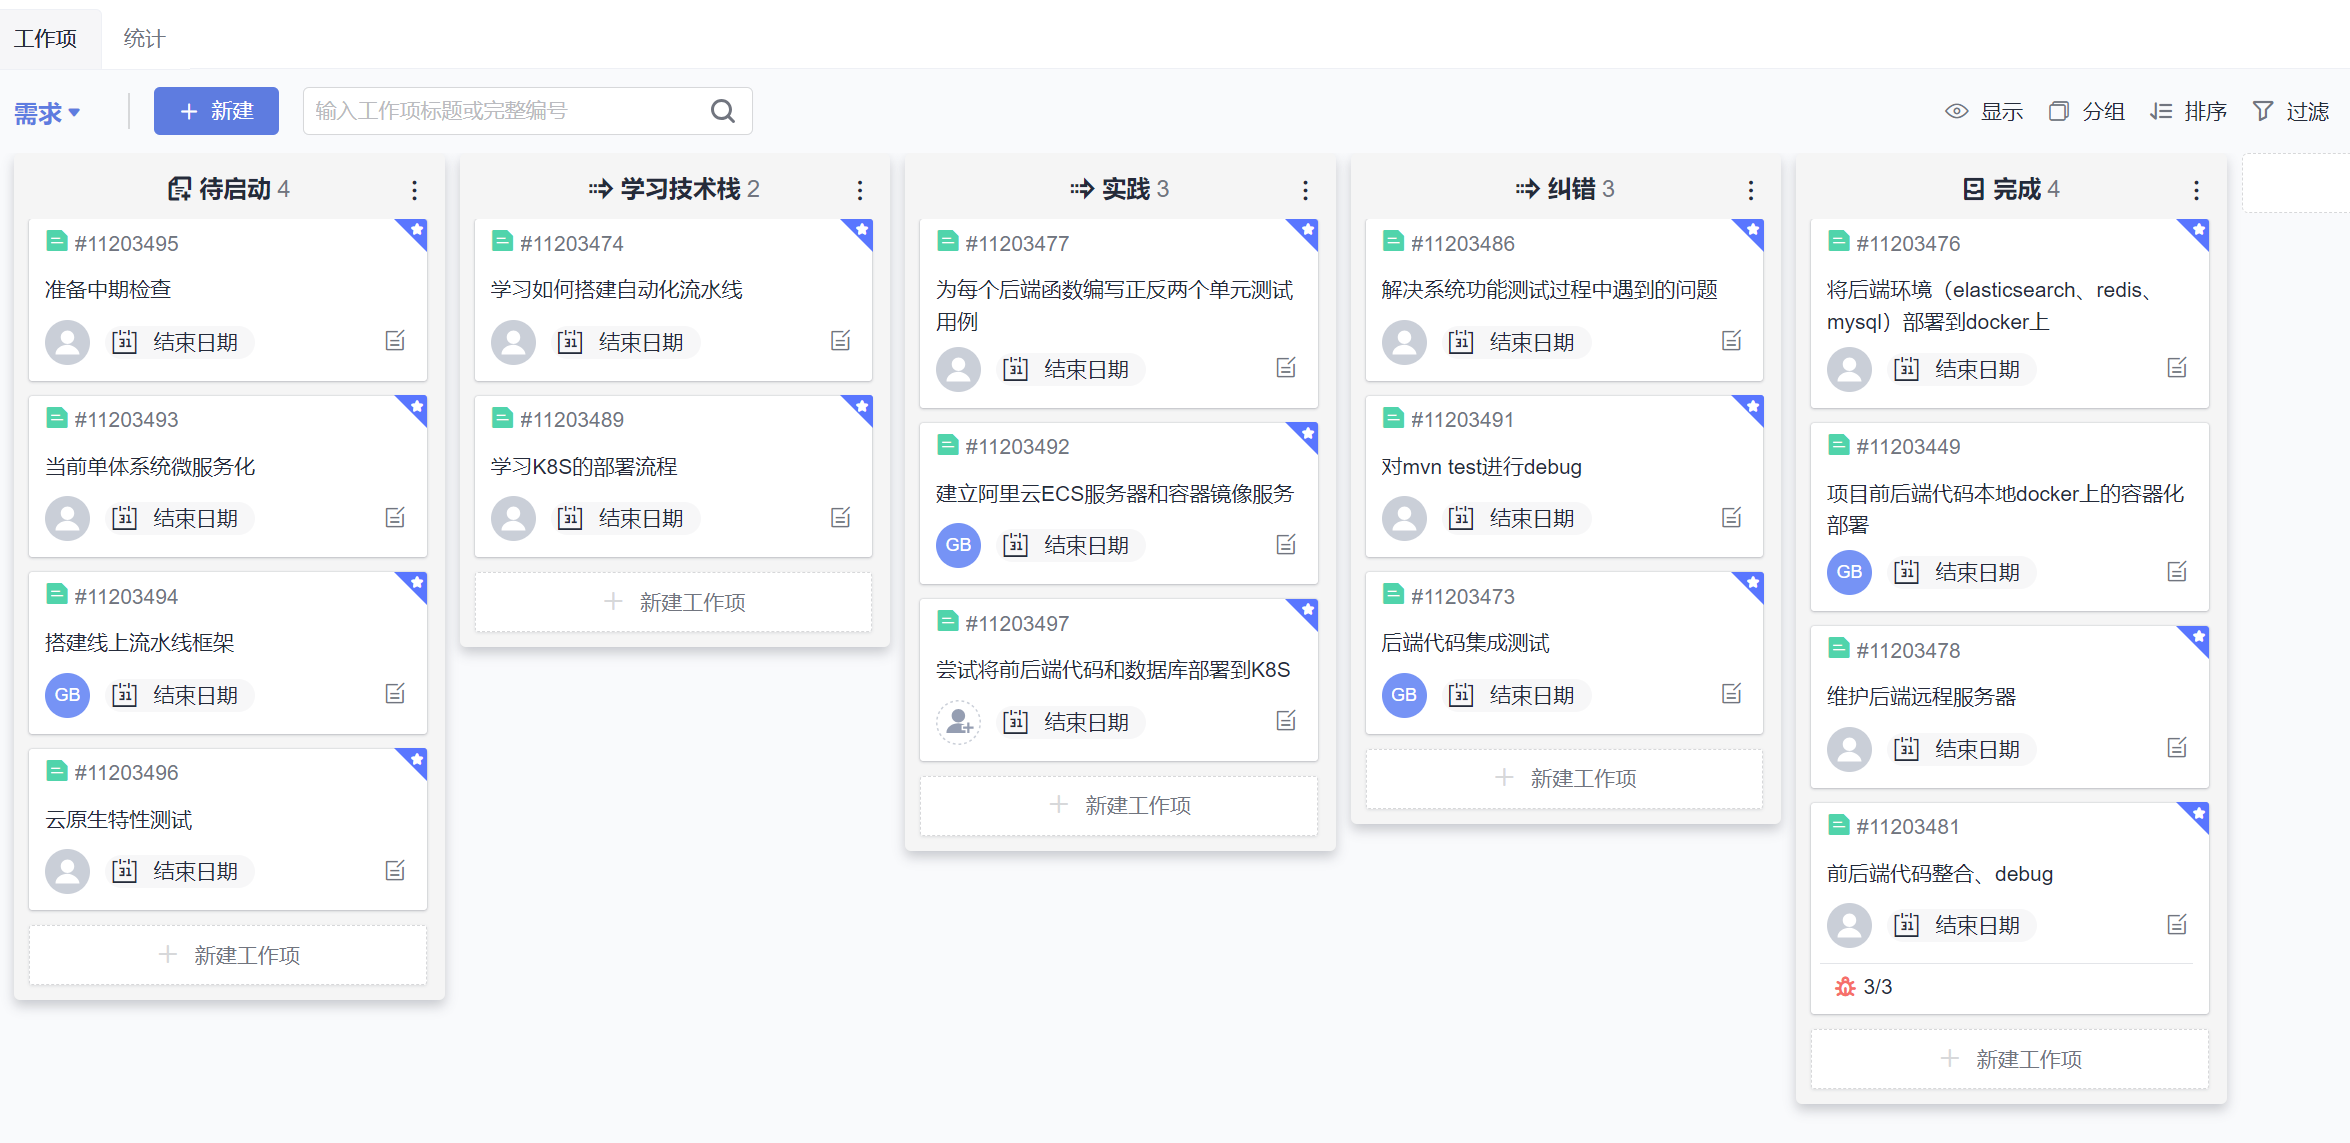 工作项
统计
需求
新建
输入工作项标题或完整编号
显示
分组
排序
过滤
待启动 4
#11203495
准备中期检查
31 结束日期
#11203493
当前单体系统微服务化
31 结束日期
#11203494
搭建线上流水线框架
GB 31 结束日期
#11203496
云原生特性测试
31 结束日期
新建工作项
学习技术栈 2
#11203474
学习如何搭建自动化流水线
31 结束日期
#11203489
学习K8S的部署流程
31 结束日期
新建工作项
实践 3
#11203477
为每个后端函数编写正反两个单元测试
用例
31 结束日期
#11203492
建立阿里云ECS服务器和容器镜像服务
GB 31 结束日期
#11203497
尝试将前后端代码和数据库部署到K8S
31 结束日期
新建工作项
纠错 3
#11203486
解决系统功能测试过程中遇到的问题
31 结束日期
#11203491
对mvn test进行debug
31 结束日期
#11203473
后端代码集成测试
GB 31 结束日期
新建工作项
完成 4
#11203476
将后端环境（elasticsearch、redis、
mysql）部署到docker上
31 结束日期
#11203449
项目前后端代码本地docker上的容器化
部署
GB 31 结束日期
#11203478
维护后端远程服务器
31 结束日期
#11203481
前后端代码整合、debug
31 结束日期
3/3
新建工作项